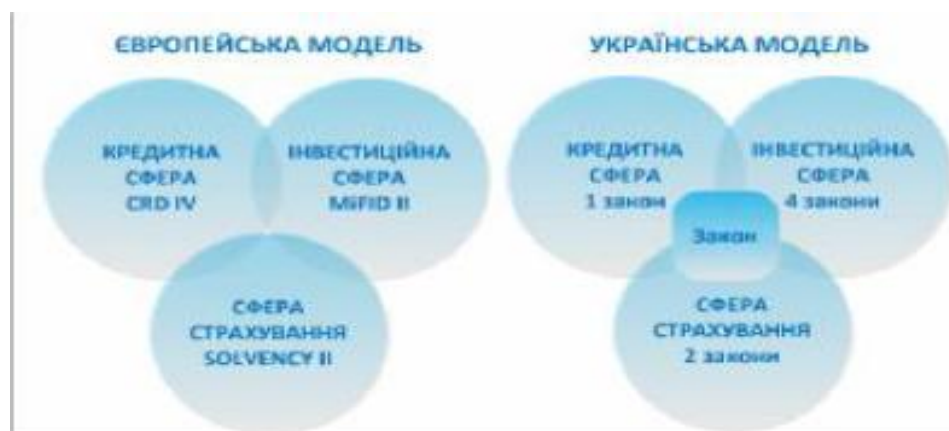 ЄВРОПЕЙСЬКА МОДЕЛЬ
КРЕДИТНА
СФЕРА
CRD IV
ІНВЕСТИЦІЙНА
СФЕРА
MiFID II
СФЕРА
СТРАХУВАННЯ
SOLVENCY II
УКРАЇНСЬКА МОДЕЛЬ
КРЕДИТНА
СФЕРА
1 закон
ІНВЕСТИЦІЙНА
СФЕРА
4 закони
Закон
СФЕРА
СТРАХУВАННЯ
2 закони